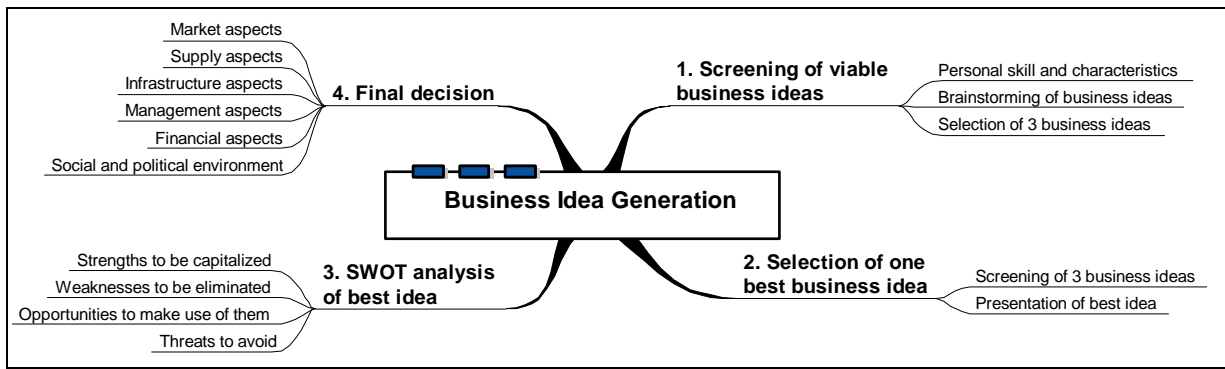 Business Idea Generation
1. Screening of viable
business ideas
Personal skill and characteristics
Brainstorming of business ideas
Selection of 3 business ideas
2. Selection of one
best business idea
Screening of 3 business ideas
Presentation of best idea
3. SWOT analysis
of best idea
Strengths to be capitalized
Weaknesses to be eliminated
Opportunities to make use of them
Threats to avoid
4. Final decision
Market aspects
Supply aspects
Infrastructure aspects
Management aspects
Financial aspects
Social and political environment